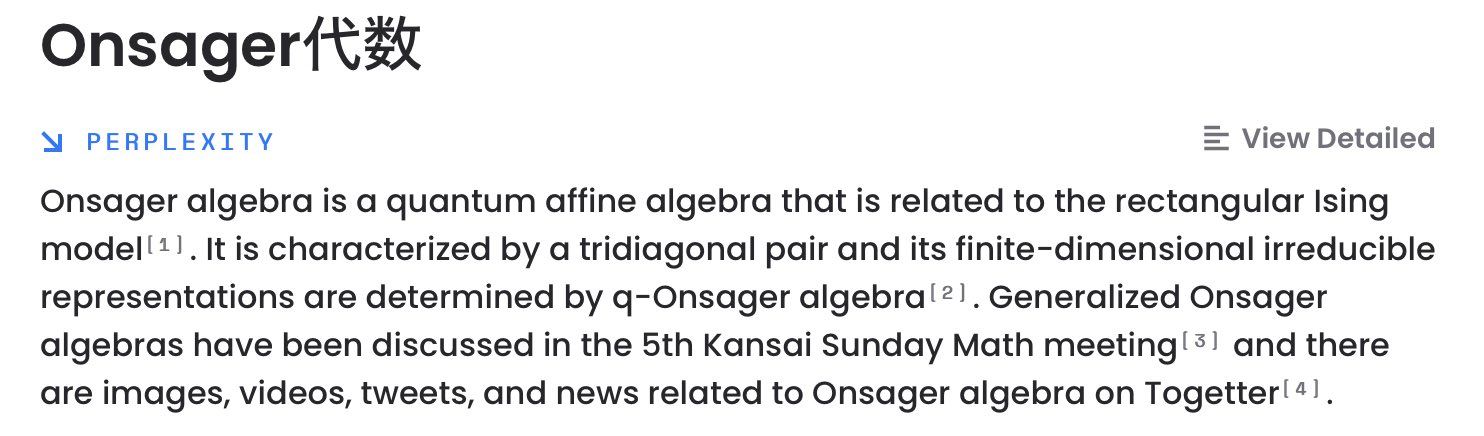 Onsager代数
PERPLEXITY
View Detailed
Onsager algebra is a quantum affine algebra that is related to the rectangular Ising
model[1]. It is characterized by a tridiagonal pair and its finite-dimensional irreducible
representations are determined by q-Onsager algebra[2]. Generalized Onsager
algebras have been discussed in the 5th Kansai Sunday Math meeting[3] and there
are images, videos, tweets, and news related to Onsager algebra on Togetter[4].